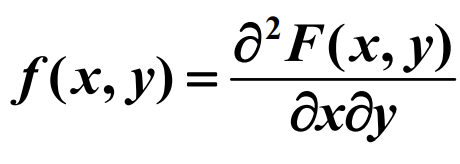 f(x, y) = ∂²F(x, y) / ∂x∂y